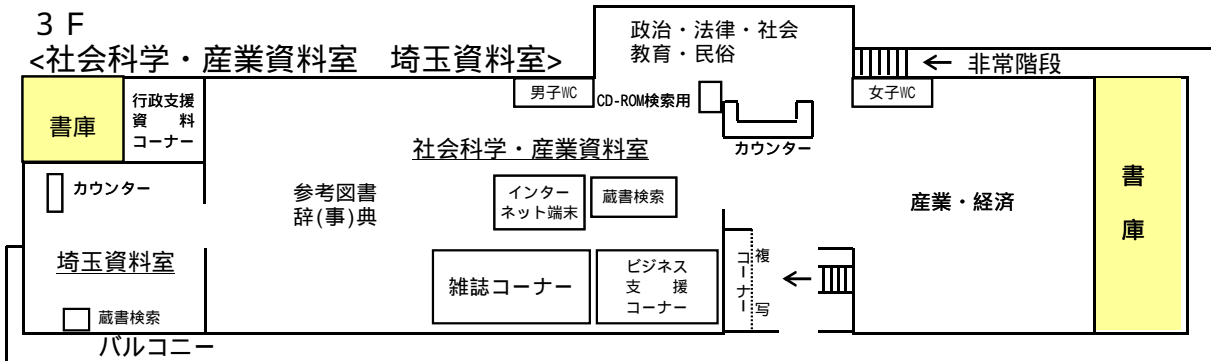 3F
<社会科学・産業資料室　埼玉資料室>
政治・法律・社会
教育・民俗
← 非常階段
書庫
行政支援
資　料
コーナー
男子WC
CD-ROM検索用
女子WC
カウンター
社会科学・産業資料室
カウンター
参考図書
辞(事)典
インター
ネット端末
蔵書検索
産業・経済
書
庫
埼玉資料室
雑誌コーナー
ビジネス
支　援
コーナー
複写
コーナー
←
蔵書検索
バルコニー